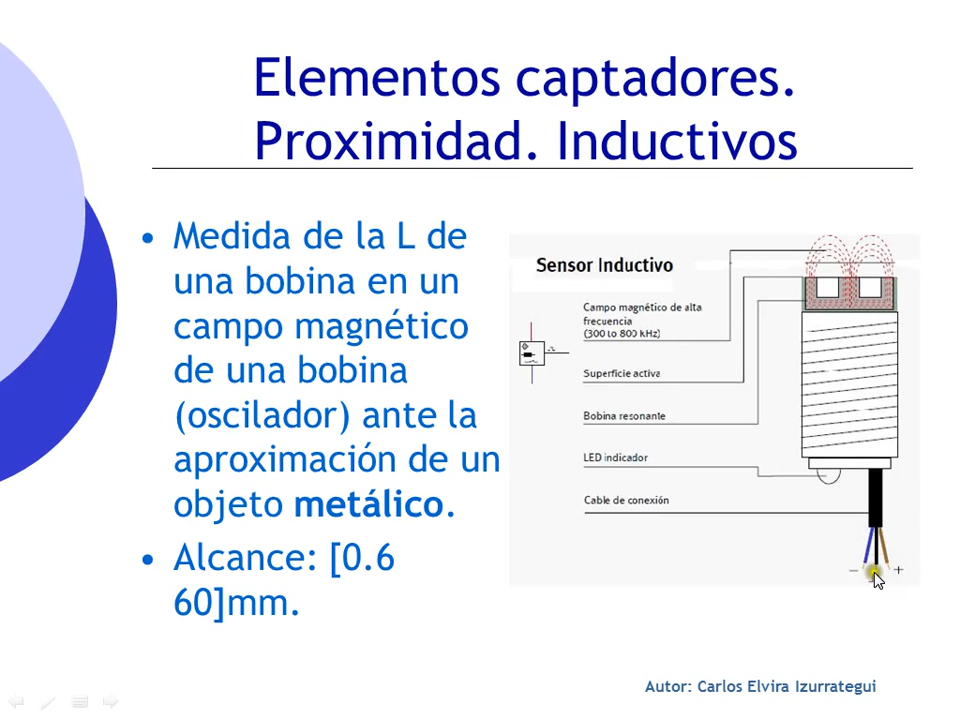 Elementos captadores.
Proximidad. Inductivos
• Medida de la L de
una bobina en un
campo magnético
de una bobina
(oscilador) ante la
aproximación de un
objeto metálico.
• Alcance: [0.6
60]mm.
Sensor Inductivo
Campo magnético de alta
frecuencia
(300 to 800 kHz)
Superficie activa
Bobina resonante
LED indicador
Cable de conexión
− +
Autor: Carlos Elvira Izurrategui